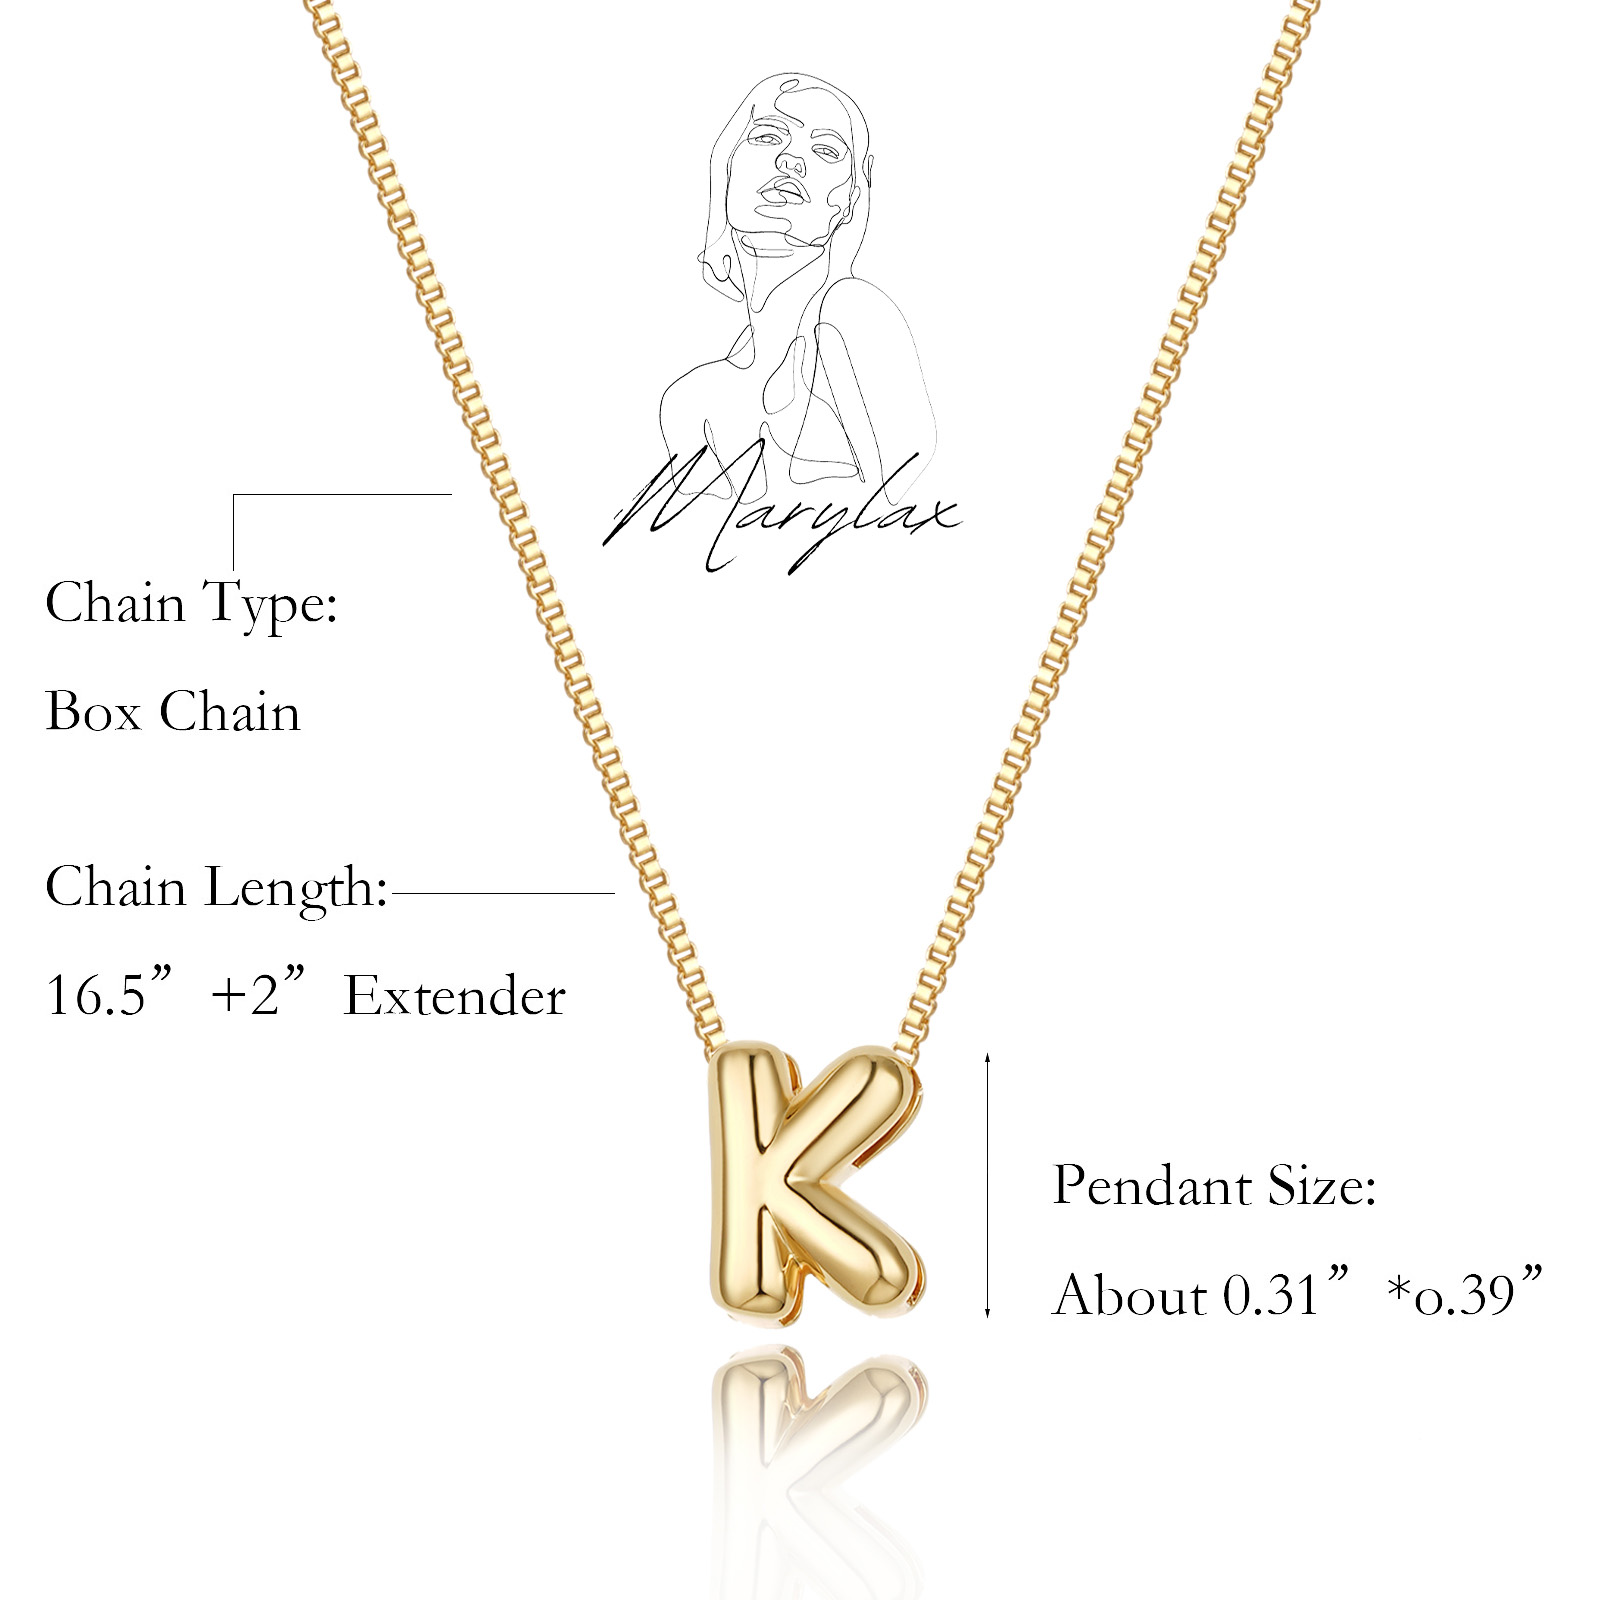 Marylax
Chain Type:
Box Chain
Chain Length:
16.5” +2” Extender
K
Pendant Size:
About 0.31” *o.39”